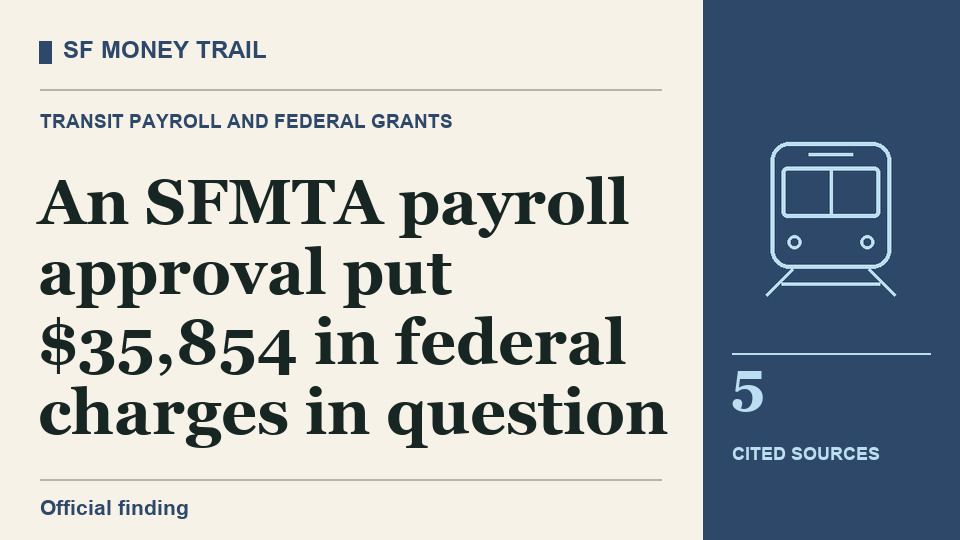 SF MONEY TRAIL
TRANSIT PAYROLL AND FEDERAL GRANTS
An SFMTA payroll
approval put
$35,854 in federal
charges in question
Official finding
5
CITED SOURCES